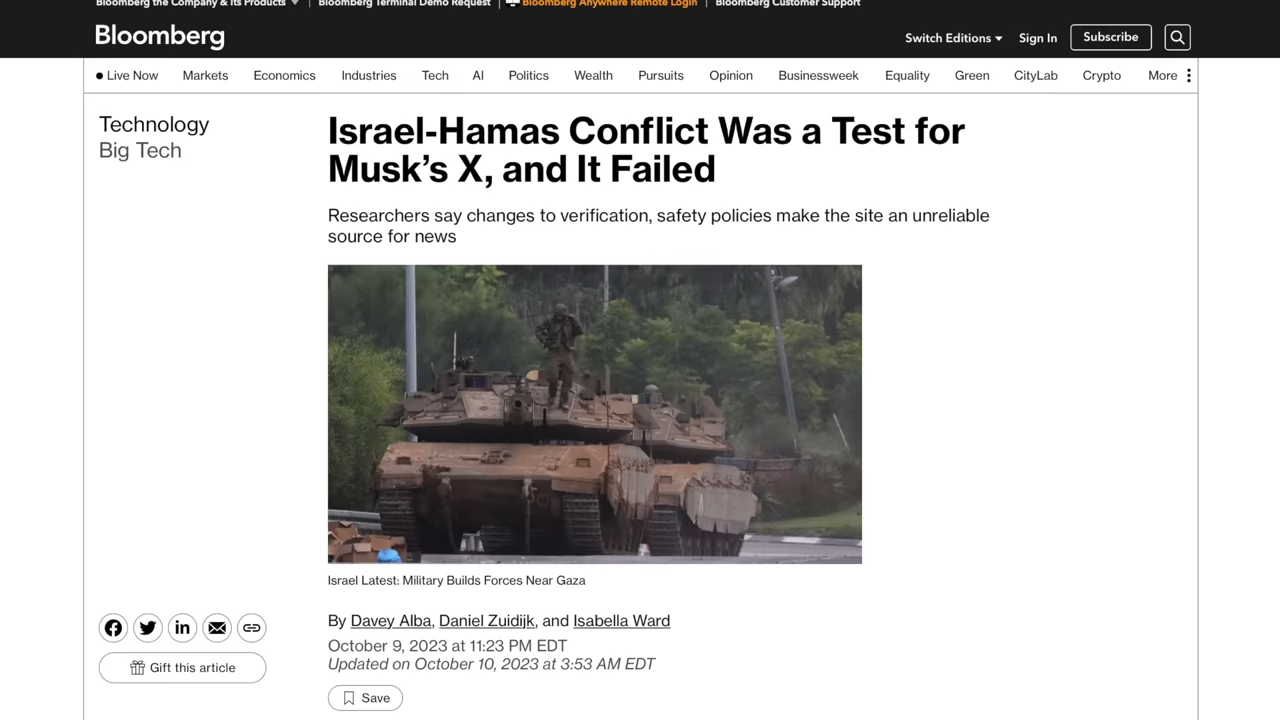 Bloomberg the Company & Its Products
Bloomberg Terminal Demo Request
Bloomberg Anywhere Remote Login
Bloomberg Customer Support
Bloomberg
Switch Editions
Sign In
Subscribe
Live Now
Markets
Economics
Industries
Tech
AI
Politics
Wealth
Pursuits
Opinion
Businessweek
Equality
Green
CityLab
Crypto
More
Technology
Big Tech
Israel-Hamas Conflict Was a Test for
Musk’s X, and It Failed
Researchers say changes to verification, safety policies make the site an unreliable
source for news
Israel Latest: Military Builds Forces Near Gaza
By Davey Alba, Daniel Zuidijk, and Isabella Ward
October 9, 2023 at 11:23 PM EDT
Updated on October 10, 2023 at 3:53 AM EDT
Gift this article
Save